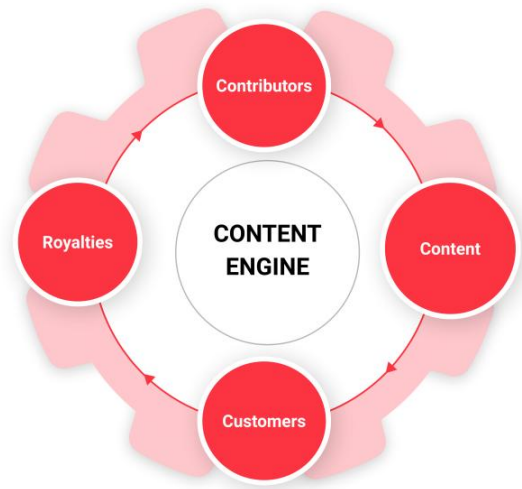 Contributors
Royalties
CONTENT
ENGINE
Content
Customers